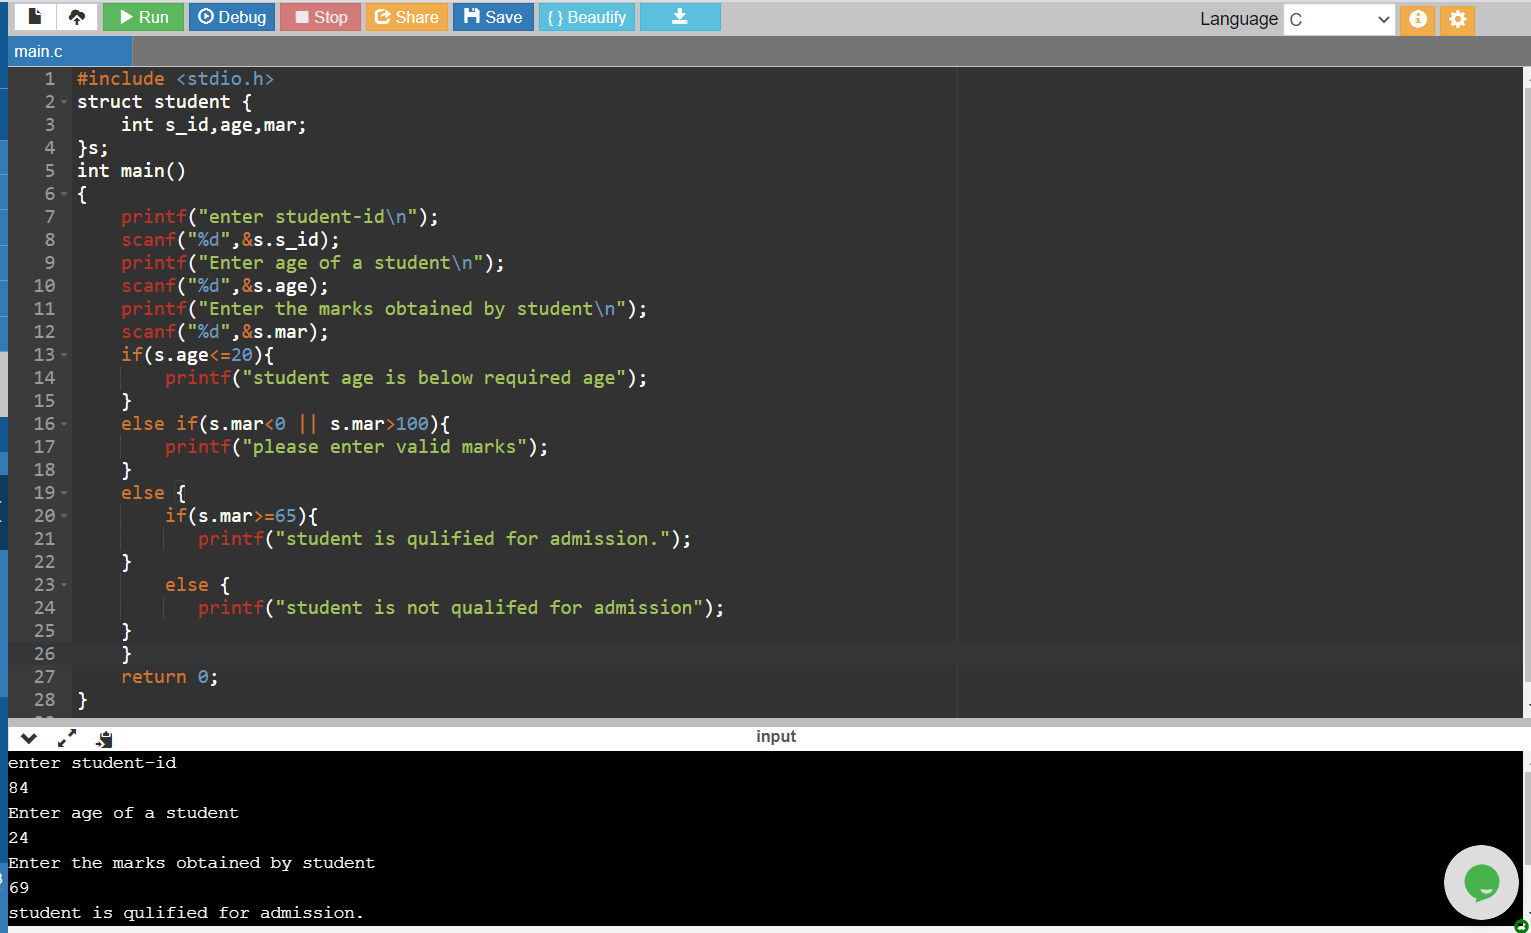 Run Debug Stop Share Save { } Beautify Language C
main.c
1 #include <stdio.h>
2 struct student {
3 int s_id,age,mar;
4 }s;
5 int main()
6 {
7 printf("enter student-id\n");
8 scanf("%d",&s.s_id);
9 printf("Enter age of a student\n");
10 scanf("%d",&s.age);
11 printf("Enter the marks obtained by student\n");
12 scanf("%d",&s.mar);
13 if(s.age<=20){
14 printf("student age is below required age");
15 }
16 else if(s.mar<0 || s.mar>100){
17 printf("please enter valid marks");
18 }
19 else {
20 if(s.mar>=65){
21 printf("student is qulified for admission.");
22 }
23 else {
24 printf("student is not qualifed for admission");
25 }
26 }
27 return 0;
28 }
input
enter student-id
84
Enter age of a student
24
Enter the marks obtained by student
69
student is qulified for admission.